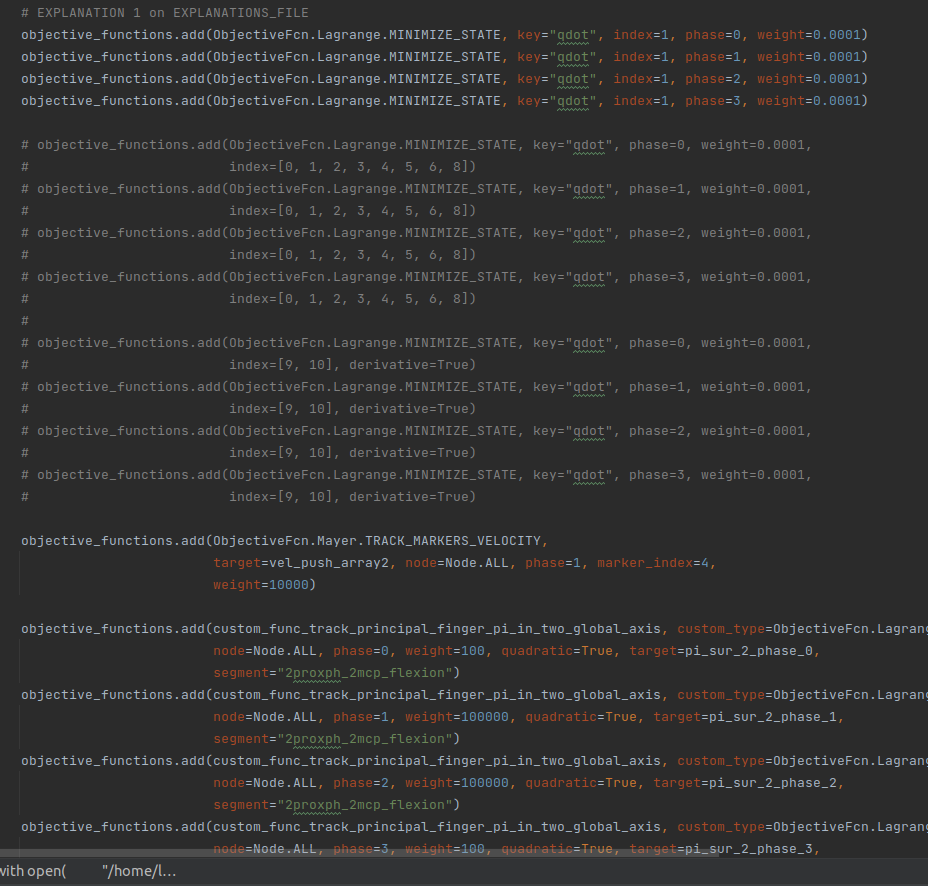 # EXPLANATION 1 on EXPLANATIONS_FILE
objective_functions.add(ObjectiveFcn.Lagrange.MINIMIZE_STATE, key="qdot", index=1, phase=0, weight=0.0001)
objective_functions.add(ObjectiveFcn.Lagrange.MINIMIZE_STATE, key="qdot", index=1, phase=1, weight=0.0001)
objective_functions.add(ObjectiveFcn.Lagrange.MINIMIZE_STATE, key="qdot", index=1, phase=2, weight=0.0001)
objective_functions.add(ObjectiveFcn.Lagrange.MINIMIZE_STATE, key="qdot", index=1, phase=3, weight=0.0001)
# objective_functions.add(ObjectiveFcn.Lagrange.MINIMIZE_STATE, key="qdot", phase=0, weight=0.0001,
#                         index=[0, 1, 2, 3, 4, 5, 6, 8])
# objective_functions.add(ObjectiveFcn.Lagrange.MINIMIZE_STATE, key="qdot", phase=1, weight=0.0001,
#                         index=[0, 1, 2, 3, 4, 5, 6, 8])
# objective_functions.add(ObjectiveFcn.Lagrange.MINIMIZE_STATE, key="qdot", phase=2, weight=0.0001,
#                         index=[0, 1, 2, 3, 4, 5, 6, 8])
# objective_functions.add(ObjectiveFcn.Lagrange.MINIMIZE_STATE, key="qdot", phase=3, weight=0.0001,
#                         index=[0, 1, 2, 3, 4, 5, 6, 8])
#
# objective_functions.add(ObjectiveFcn.Lagrange.MINIMIZE_STATE, key="qdot", phase=0, weight=0.0001,
#                         index=[9, 10], derivative=True)
# objective_functions.add(ObjectiveFcn.Lagrange.MINIMIZE_STATE, key="qdot", phase=1, weight=0.0001,
#                         index=[9, 10], derivative=True)
# objective_functions.add(ObjectiveFcn.Lagrange.MINIMIZE_STATE, key="qdot", phase=2, weight=0.0001,
#                         index=[9, 10], derivative=True)
# objective_functions.add(ObjectiveFcn.Lagrange.MINIMIZE_STATE, key="qdot", phase=3, weight=0.0001,
#                         index=[9, 10], derivative=True)
objective_functions.add(ObjectiveFcn.Mayer.TRACK_MARKERS_VELOCITY,
                        target=vel_push_array2, node=Node.ALL, phase=1, marker_index=4,
                        weight=10000)
objective_functions.add(custom_func_track_principal_finger_pi_in_two_global_axis, custom_type=ObjectiveFcn.Lagrang
                        node=Node.ALL, phase=0, weight=100, quadratic=True, target=pi_sur_2_phase_0,
                        segment="2proxph_2mcp_flexion")
objective_functions.add(custom_func_track_principal_finger_pi_in_two_global_axis, custom_type=ObjectiveFcn.Lagrang
                        node=Node.ALL, phase=1, weight=100000, quadratic=True, target=pi_sur_2_phase_1,
                        segment="2proxph_2mcp_flexion")
objective_functions.add(custom_func_track_principal_finger_pi_in_two_global_axis, custom_type=ObjectiveFcn.Lagrang
                        node=Node.ALL, phase=2, weight=100000, quadratic=True, target=pi_sur_2_phase_2,
                        segment="2proxph_2mcp_flexion")
objective_functions.add(custom_func_track_principal_finger_pi_in_two_global_axis, custom_type=ObjectiveFcn.Lagrang
                        node=Node.ALL, phase=3, weight=100, quadratic=True, target=pi_sur_2_phase_3,
with open(        "/home/l...